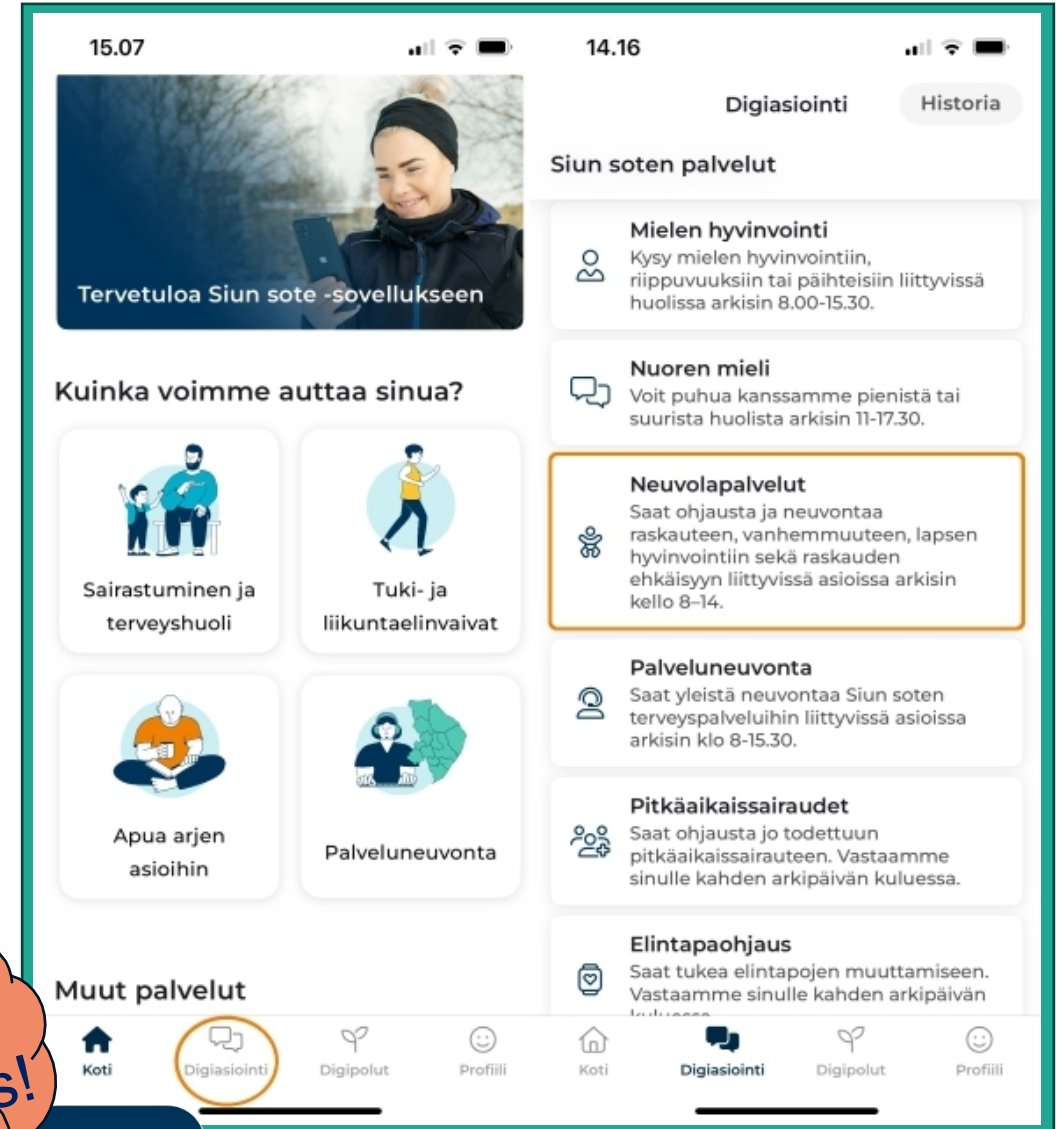 15.07
Tervetuloa Siun sote -sovellukseen
Kuinka voimme auttaa sinua?
Sairastuminen ja
terveyshuoli
Tuki- ja
liikuntaelinvaivat
Apua arjen
asioihin
Palveluneuvonta
Muut palvelut
Koti
Digiasiointi
Digipolut
Profiili
14.16
Digiasiointi
Historia
Siun soten palvelut
Mielen hyvinvointi
Kysy mielen hyvinvointiin,
riippuvuuksiin tai päihteisiin liittyvissä
huolissa arkisin 8.00-15.30.
Nuoren mieli
Voit puhua kanssamme pienistä tai
suurista huolista arkisin 11-17.30.
Neuvolapalvelut
Saat ohjausta ja neuvontaa
raskauteen, vanhemmuuteen, lapsen
hyvinvointiin sekä raskauden
ehkäisyyn liittyvissä asioissa arkisin
kello 8–14.
Palveluneuvonta
Saat yleistä neuvontaa Siun soten
terveyspalveluihin liittyvissä asioissa
arkisin klo 8-15.30.
Pitkäaikaissairaudet
Saat ohjausta jo todettuun
pitkäaikaissairauteen. Vastaamme
sinulle kahden arkipäivän kuluessa.
Elintapaohjaus
Saat tukea elintapojen muuttamiseen.
Vastaamme sinulle kahden arkipäivän
Koti
Digiasiointi
Digipolut
Profiili